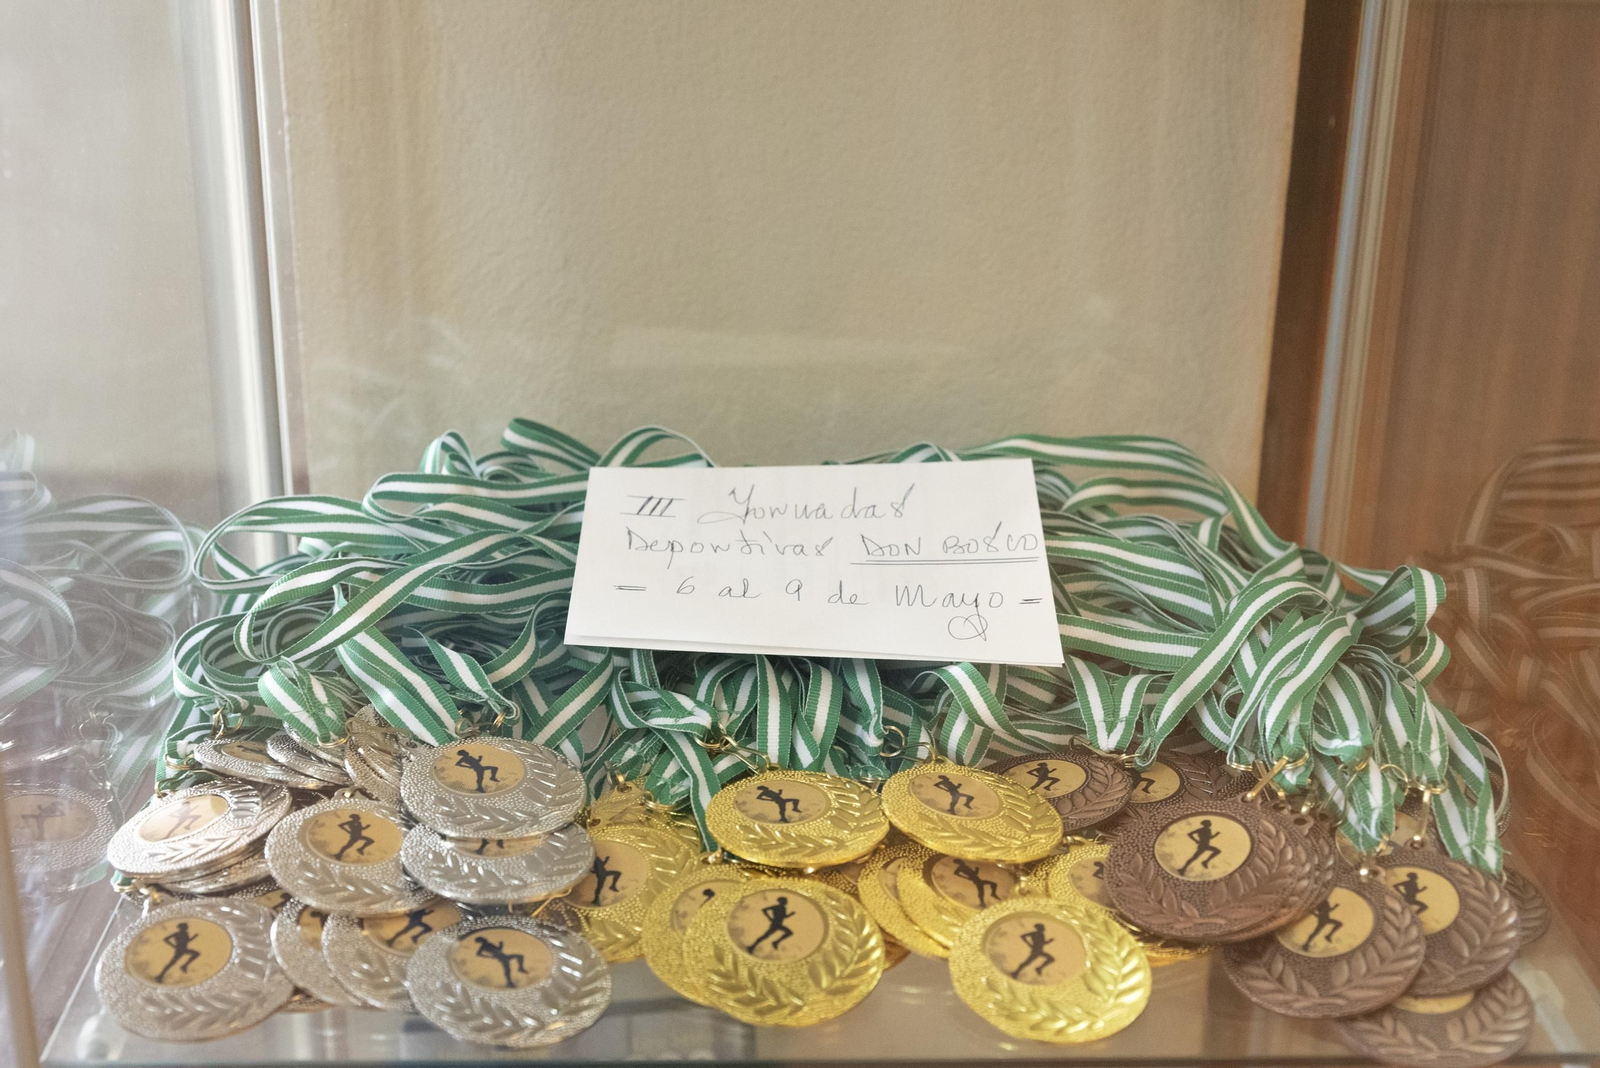 III Jornadas
Deportivas DON BOSCO
= 6 al 9 de Mayo =